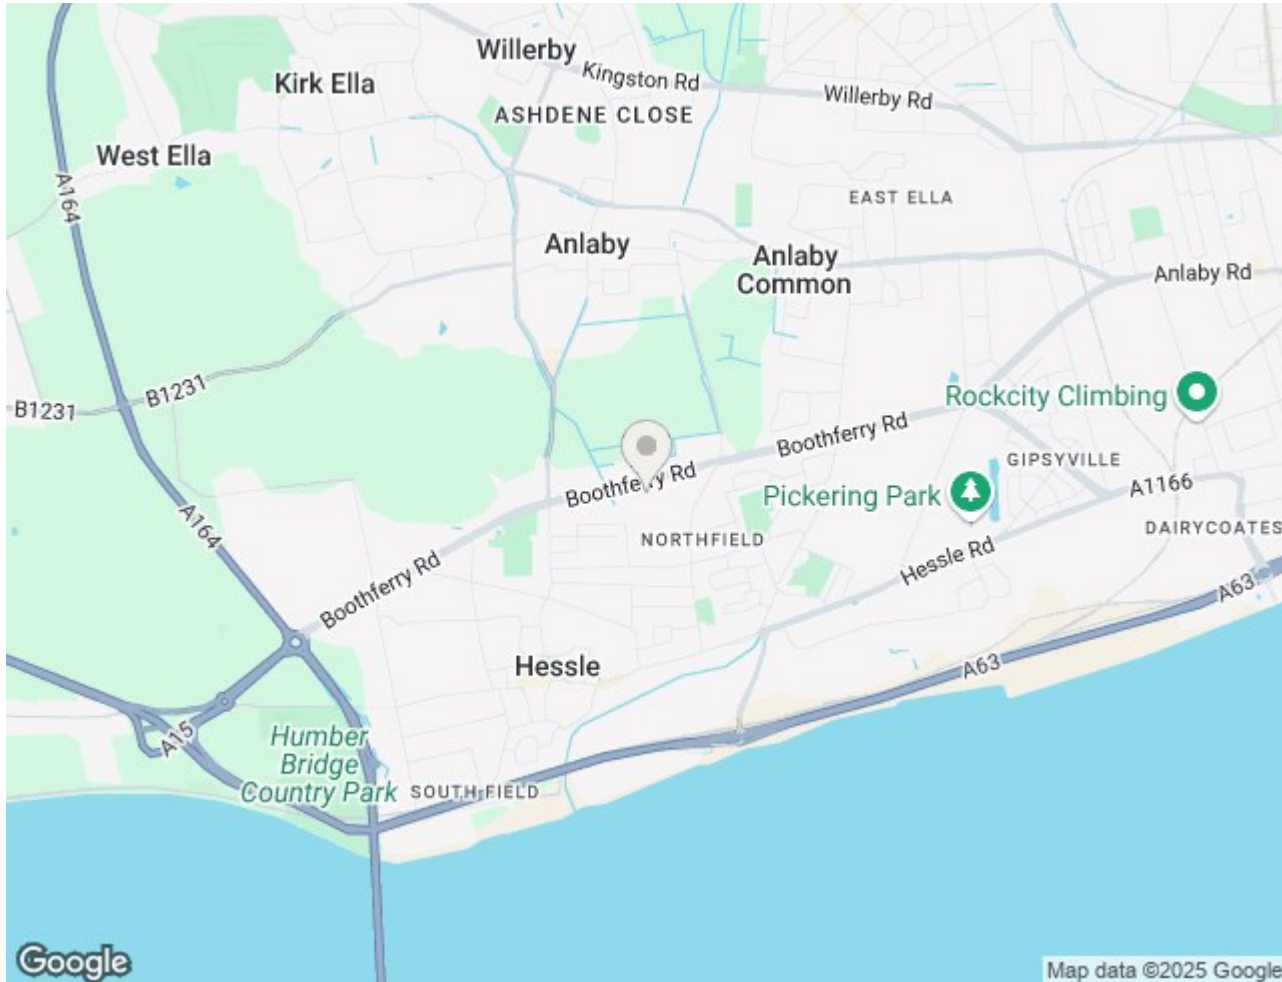 Willerby
Kingston Rd
Kirk Ella
Willerby Rd
ASHDENE CLOSE
West Ella
A164
EAST ELLA
Anlaby
Anlaby
Common
Anlaby Rd
B1231
B1231
Rockcity Climbing
Boothferry Rd
GIPSYVILLE
Boothferry Rd
Pickering Park
A1166
A164
NORTHFIELD
DAIRYCOATES
Hessle Rd
Boothferry Rd
A63
Hessle
A63
A15
Humber
Bridge
Country Park
SOUTH FIELD
Google
Map data ©2025 Google